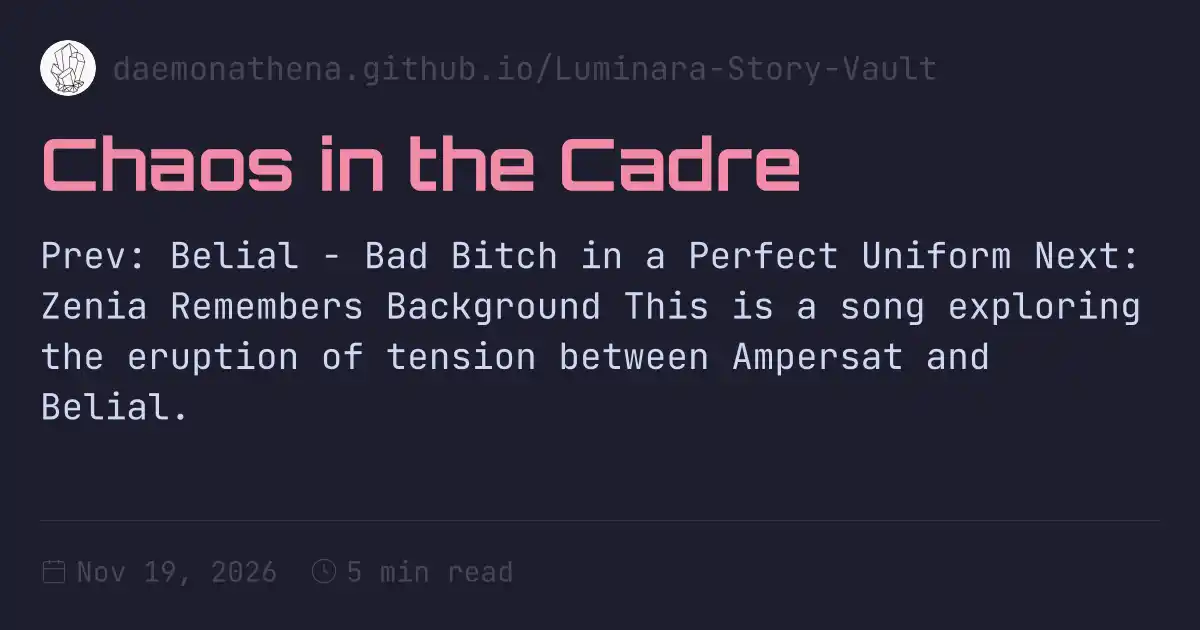 daemonathena.github.io/Luminara-Story-Vault
Chaos in the Cadre
Prev: Belial - Bad Bitch in a Perfect Uniform Next:
Zenia Remembers Background This is a song exploring
the eruption of tension between Ampersat and
Belial.
Nov 19, 2026 5 min read